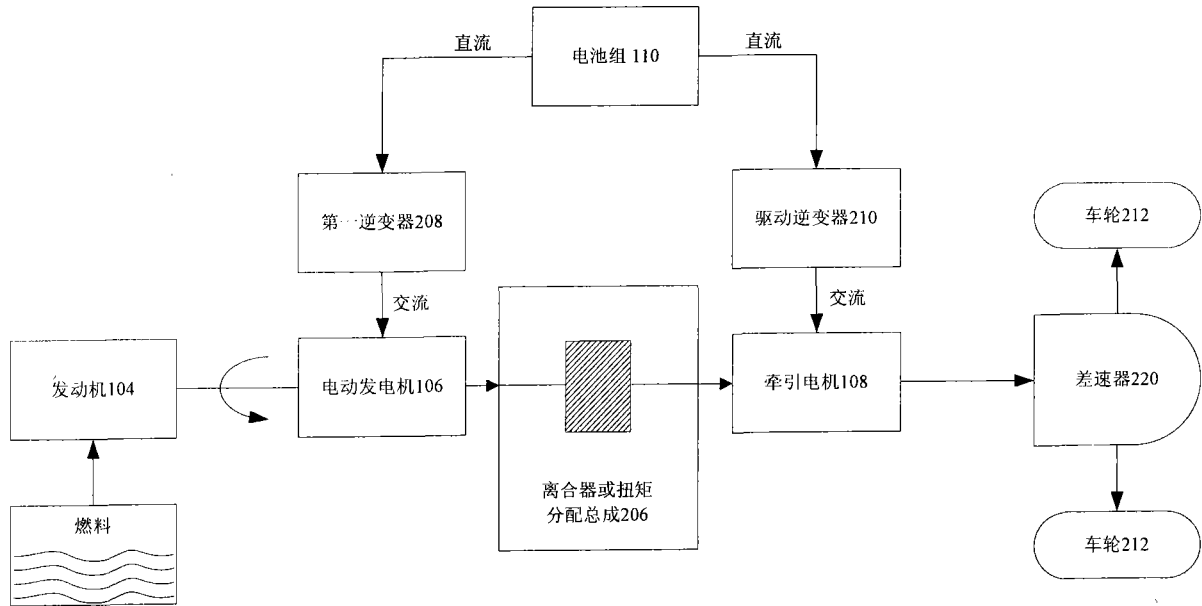 直流
电池组 110
直流
第一逆变器208
驱动逆变器210
车轮212
交流
交流
发动机104
电动发电机106
牵引电机108
差速器220
离合器或扭矩
分配总成206
燃料
车轮212